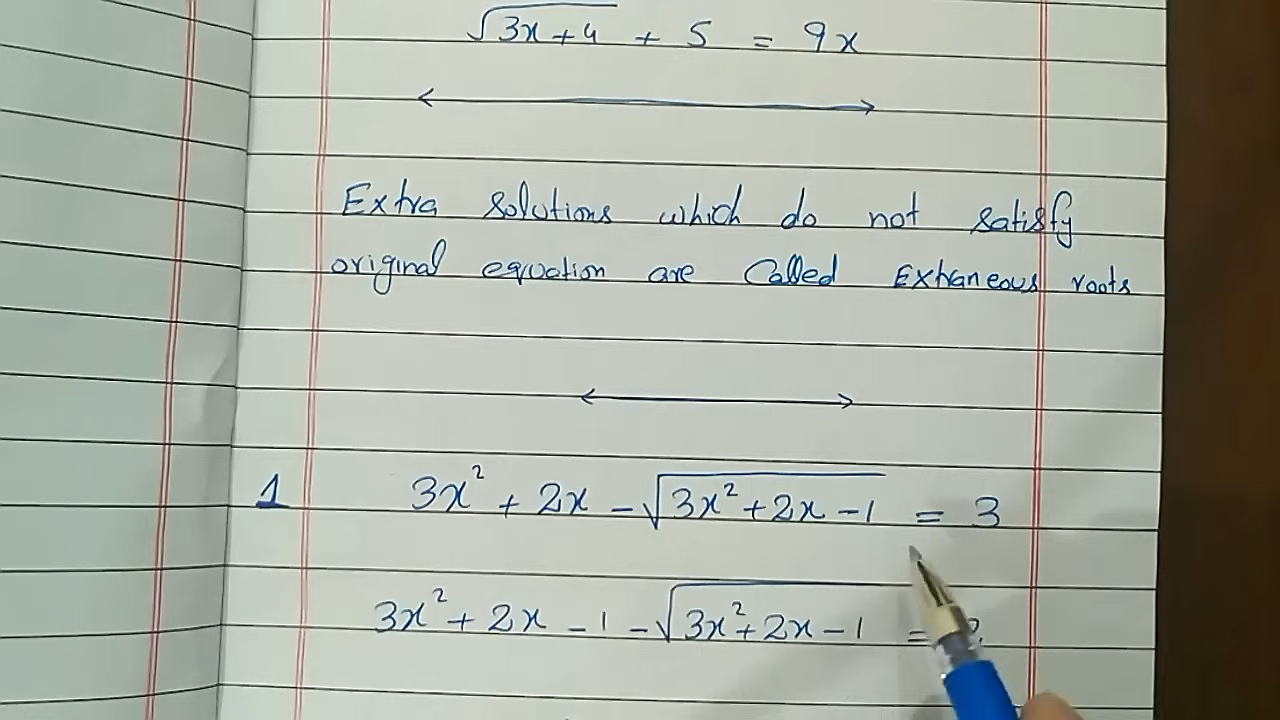 √3x+4 + 5 = 9x
Extra solutions which do not satisfy
original equation are Called Extraneous roots
1 3x² + 2x - √3x²+2x-1 = 3
3x² + 2x - 1 - √3x²+2x-1 =